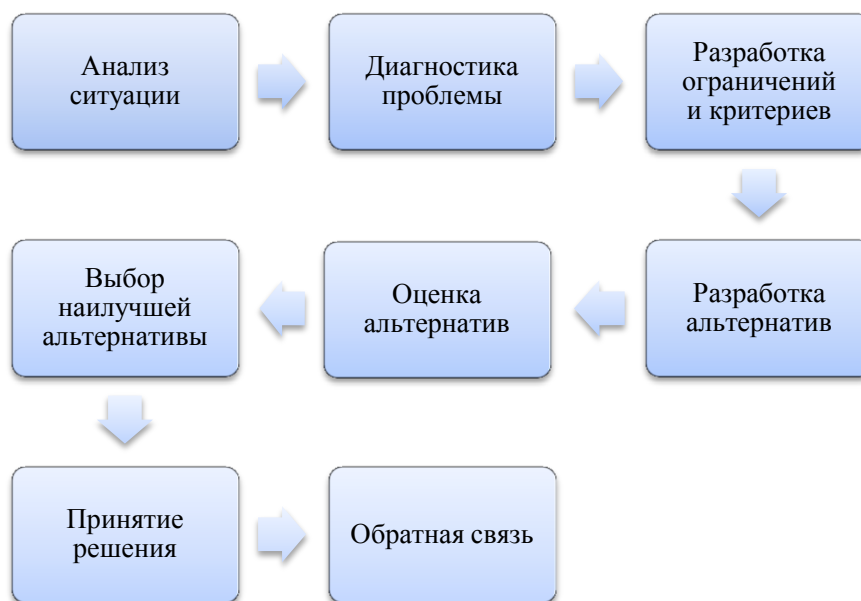 Анализ
ситуации
Диагностика
проблемы
Разработка
ограничений
и критериев
Разработка
альтернатив
Оценка
альтернатив
Выбор
наилучшей
альтернативы
Принятие
решения
Обратная связь